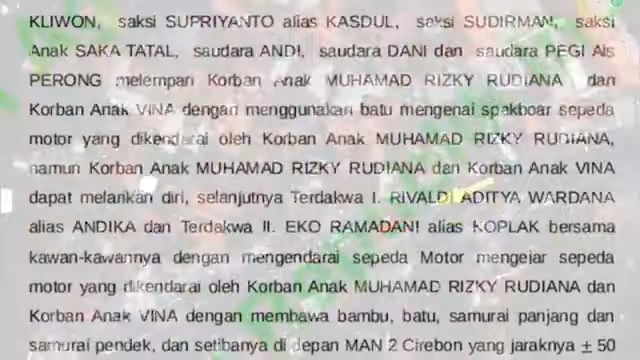 KLIWON, saksi SUPRIYANTO alias KASDUL, saksi SUDIRMAN, saksi
Anak SAKA TATAL, saudara ANDI, saudara DANI dan saudara PEGI Als
PERONG melempari Korban Anak MUHAMAD RIZKY RUDIANA dan
Korban Anak VINA dengan menggunakan batu mengenai spakboar sepeda
motor yang dikendarai oleh Korban Anak MUHAMAD RIZKY RUDIANA,
namun Korban Anak MUHAMAD RIZKY RUDIANA dan Korban Anak VINA
dapat melarikan diri, selanjutnya Terdakwa I. RIVALDI ADITYA WARDANA
alias ANDIKA dan Terdakwa II. EKO RAMADANI alias KOPLAK bersama
kawan-kawannya dengan mengendarai sepeda Motor mengejar sepeda
motor yang dikendarai oleh Korban Anak MUHAMAD RIZKY RUDIANA dan
Korban Anak VINA dengan membawa bambu, batu, samurai panjang dan
samurai pendek, dan setibanya di depan MAN 2 Cirebon yang jaraknya ± 50